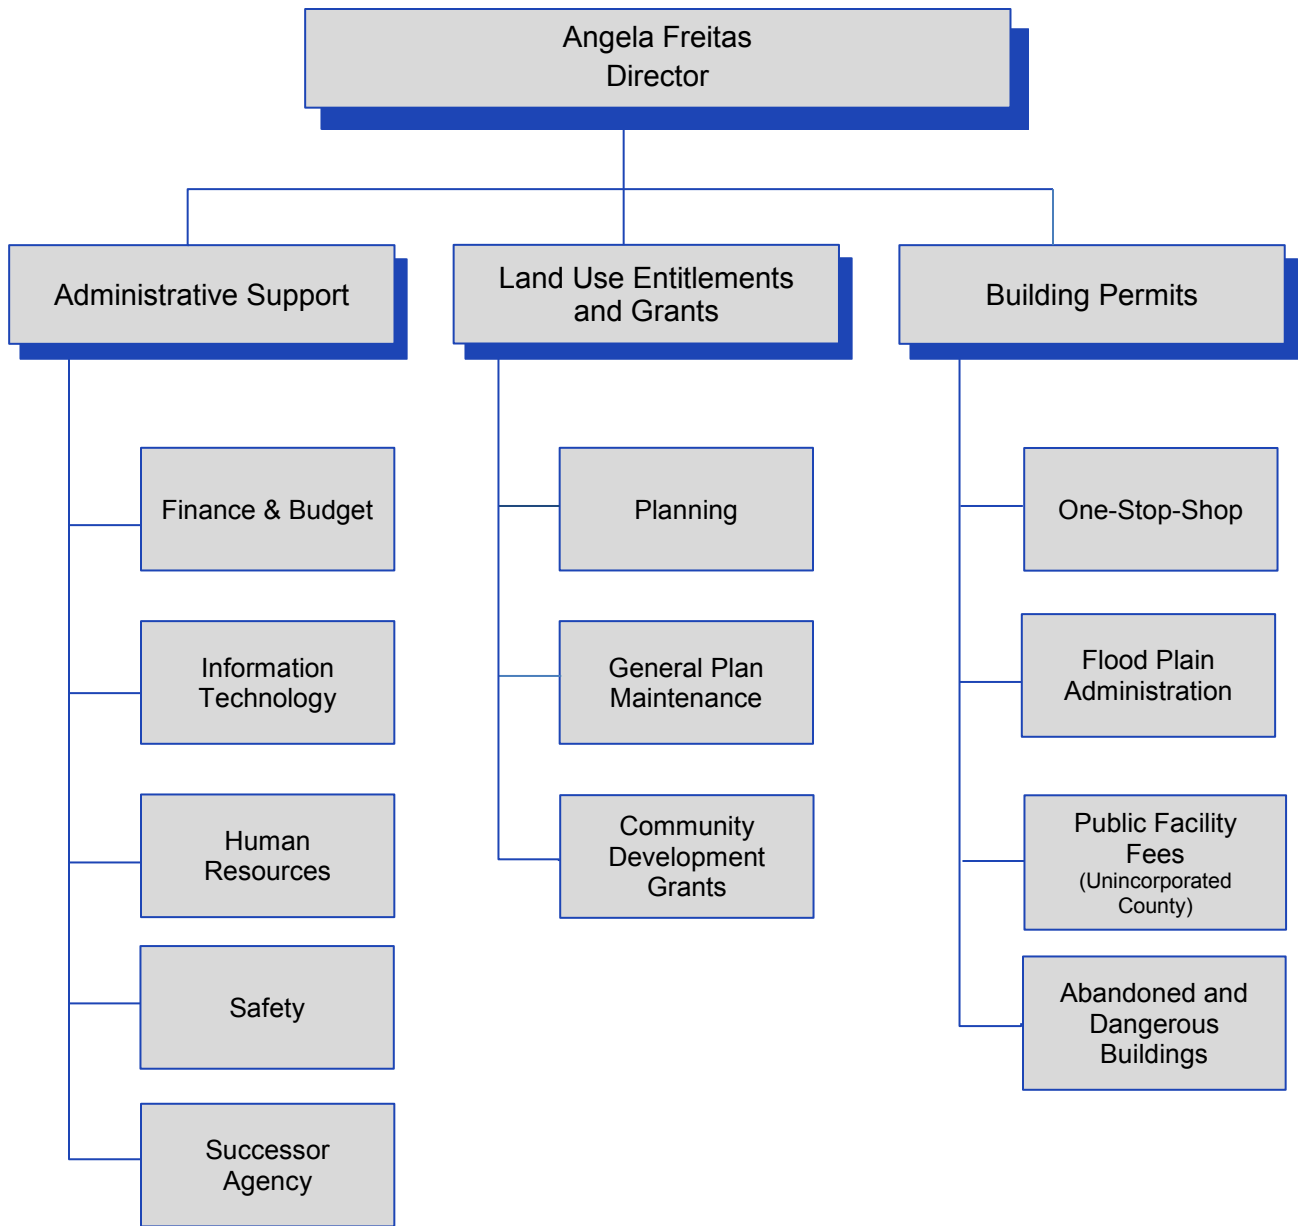 Angela Freitas
Director
Administrative Support
Land Use Entitlements
and Grants
Building Permits
Finance & Budget
Information
Technology
Human
Resources
Safety
Successor
Agency
Planning
General Plan
Maintenance
Community
Development
Grants
One-Stop-Shop
Flood Plain
Administration
Public Facility
Fees
(Unincorporated
County)
Abandoned and
Dangerous
Buildings